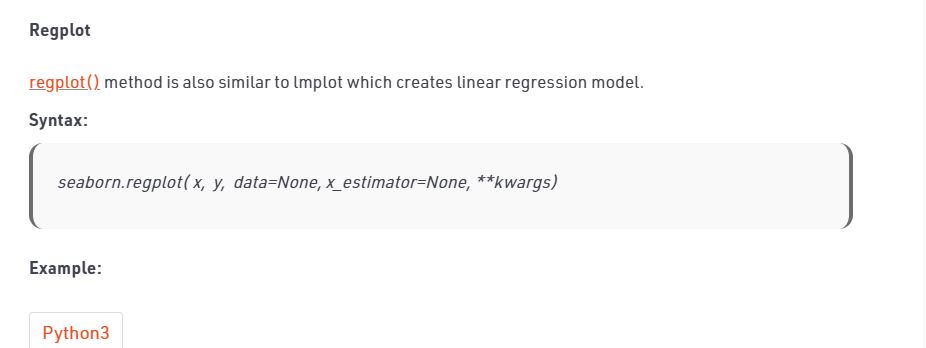 Regplot
regplot() method is also similar to lmplot which creates linear regression model.
Syntax:
seaborn.regplot( x,  y,  data=None, x_estimator=None, **kwargs)
Example:
Python3